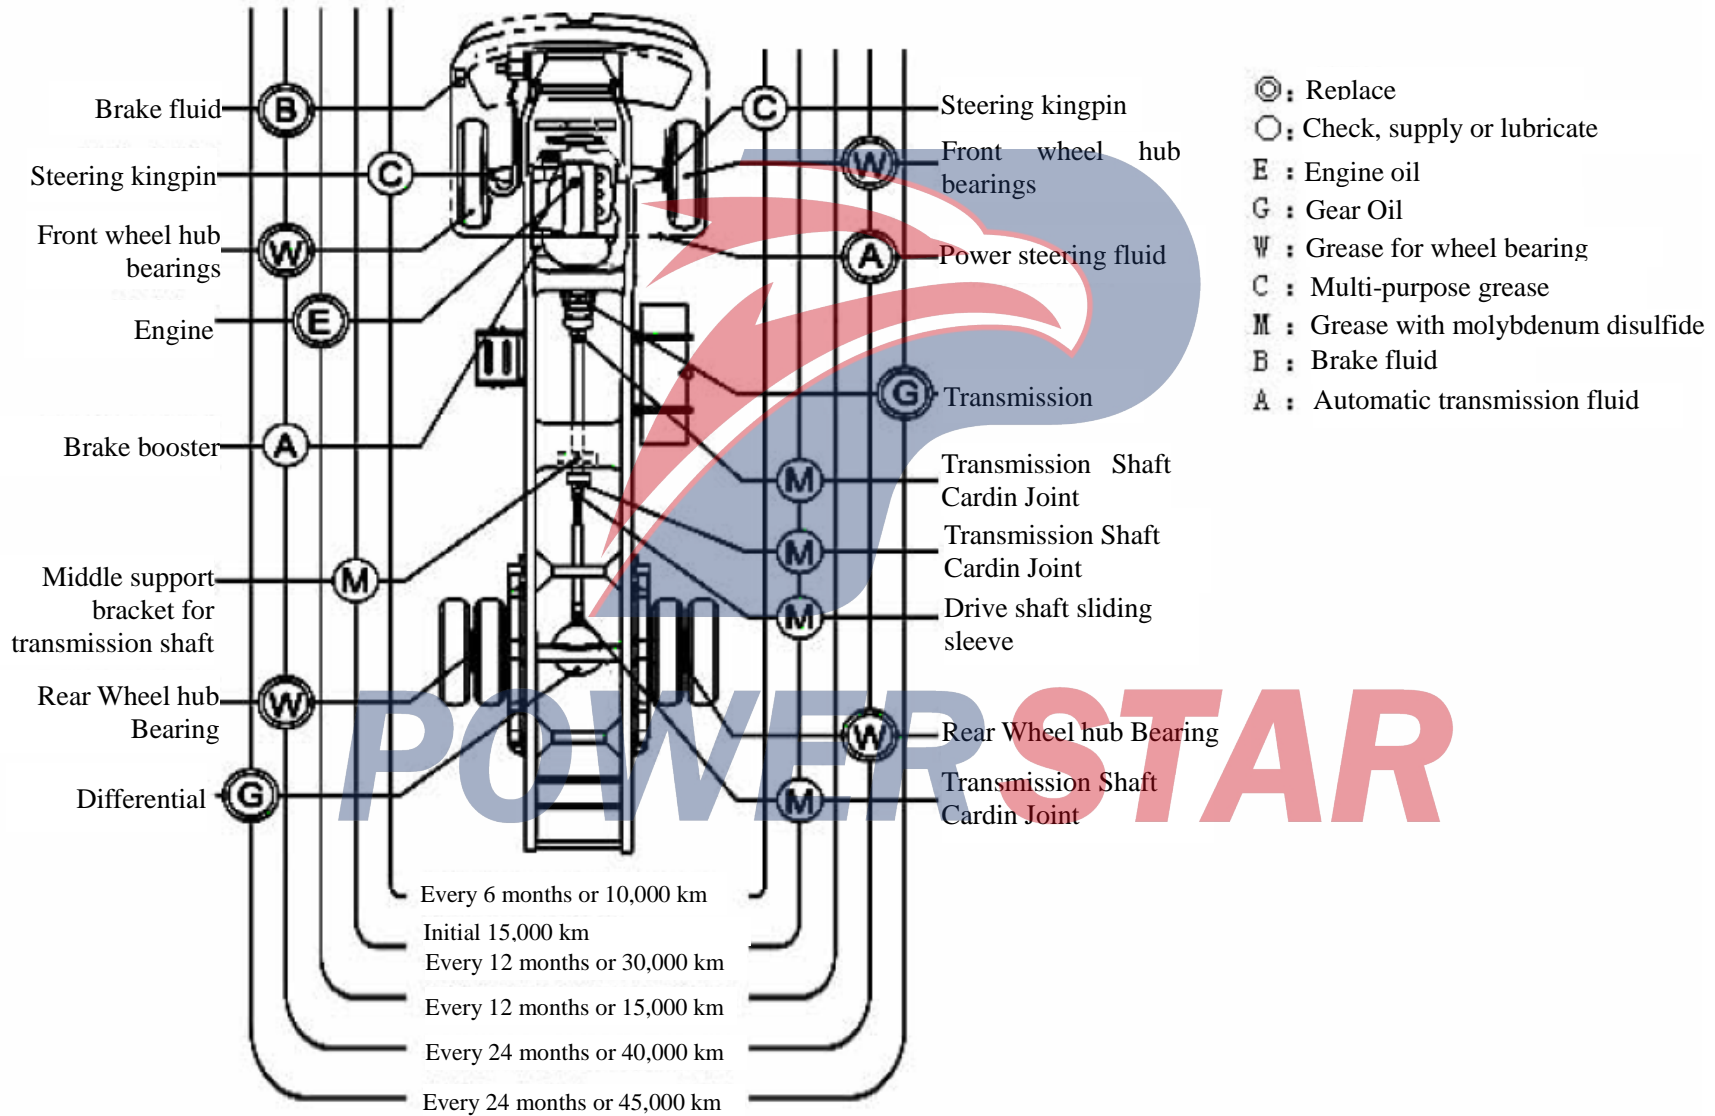 Brake fluid
B
Steering kingpin
C
Front wheel hub
bearings
W
Engine
E
Brake booster
A
Middle support
bracket for
transmission shaft
M
Rear Wheel hub
Bearing
W
Differential
G
C
Steering kingpin
W
Front wheel hub
bearings
A
Power steering fluid
G
Transmission
M
Transmission Shaft
Cardin Joint
M
Transmission Shaft
Cardin Joint
M
Drive shaft sliding
sleeve
W
Rear Wheel hub Bearing
M
Transmission Shaft
Cardin Joint
Every 6 months or 10,000 km
Initial 15,000 km
Every 12 months or 30,000 km
Every 12 months or 15,000 km
Every 24 months or 40,000 km
Every 24 months or 45,000 km
◎: Replace
○: Check, supply or lubricate
E : Engine oil
G : Gear Oil
W : Grease for wheel bearing
C : Multi-purpose grease
M : Grease with molybdenum disulfide
B : Brake fluid
A : Automatic transmission fluid
POWERSTAR